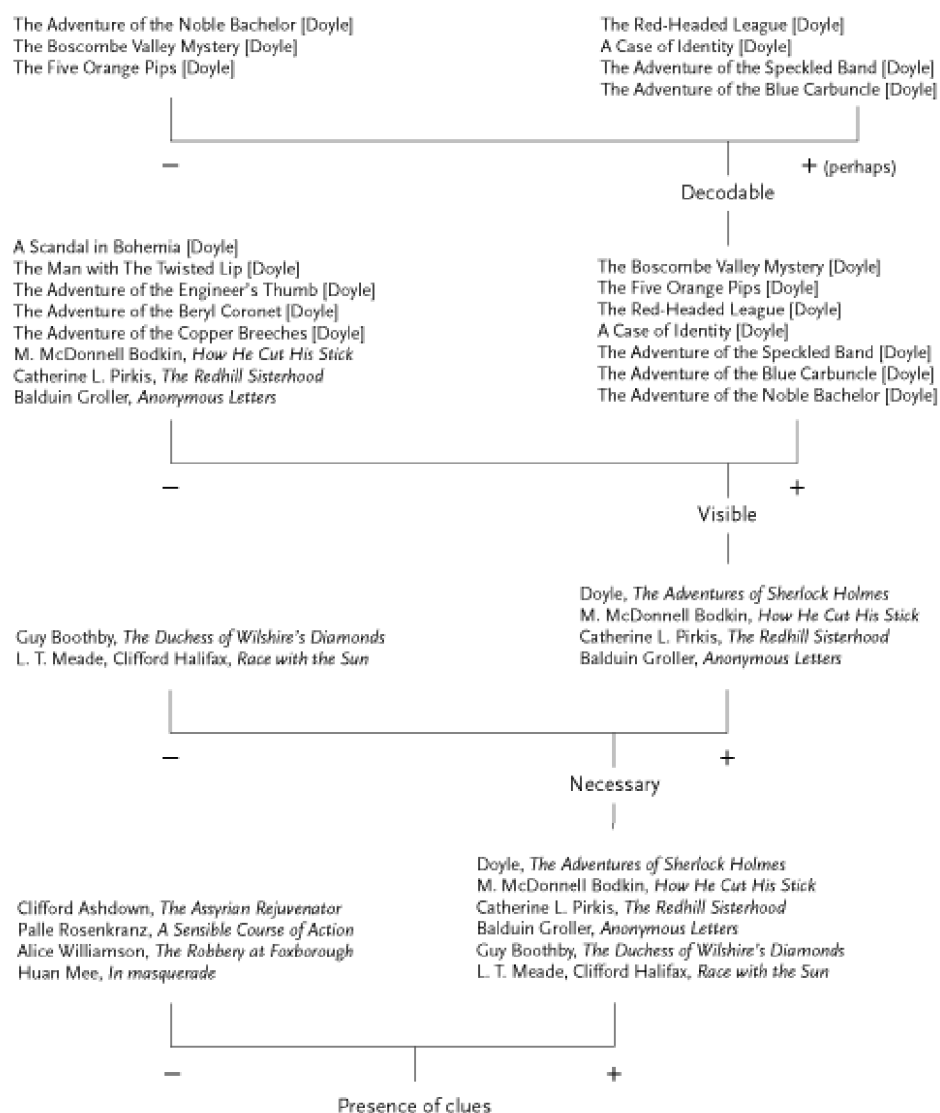 The Adventure of the Noble Bachelor [Doyle]
The Boscombe Valley Mystery [Doyle]
The Five Orange Pips [Doyle]
The Red-Headed League [Doyle]
A Case of Identity [Doyle]
The Adventure of the Speckled Band [Doyle]
The Adventure of the Blue Carbuncle [Doyle]
–
+ (perhaps)
Decodable
A Scandal in Bohemia [Doyle]
The Man with The Twisted Lip [Doyle]
The Adventure of the Engineer's Thumb [Doyle]
The Adventure of the Beryl Coronet [Doyle]
The Adventure of the Copper Breeches [Doyle]
M. McDonnell Bodkin, How He Cut His Stick
Catherine L. Pirkis, The Redhill Sisterhood
Balduin Groller, Anonymous Letters
The Boscombe Valley Mystery [Doyle]
The Five Orange Pips [Doyle]
The Red-Headed League [Doyle]
A Case of Identity [Doyle]
The Adventure of the Speckled Band [Doyle]
The Adventure of the Blue Carbuncle [Doyle]
The Adventure of the Noble Bachelor [Doyle]
–
+
Visible
Guy Boothby, The Duchess of Wilshire's Diamonds
L. T. Meade, Clifford Halifax, Race with the Sun
Doyle, The Adventures of Sherlock Holmes
M. McDonnell Bodkin, How He Cut His Stick
Catherine L. Pirkis, The Redhill Sisterhood
Balduin Groller, Anonymous Letters
–
+
Necessary
Clifford Ashdown, The Assyrian Rejuvenator
Palle Rosenkranz, A Sensible Course of Action
Alice Williamson, The Robbery at Foxborough
Huan Mee, In masquerade
Doyle, The Adventures of Sherlock Holmes
M. McDonnell Bodkin, How He Cut His Stick
Catherine L. Pirkis, The Redhill Sisterhood
Balduin Groller, Anonymous Letters
Guy Boothby, The Duchess of Wilshire's Diamonds
L. T. Meade, Clifford Halifax, Race with the Sun
–
+
Presence of clues